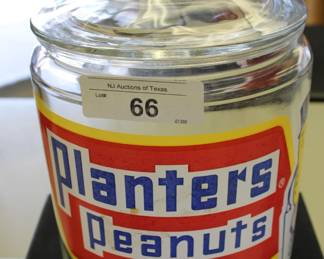 NJ Auctions of Texas
Lot#
66
Planters®
Peanuts